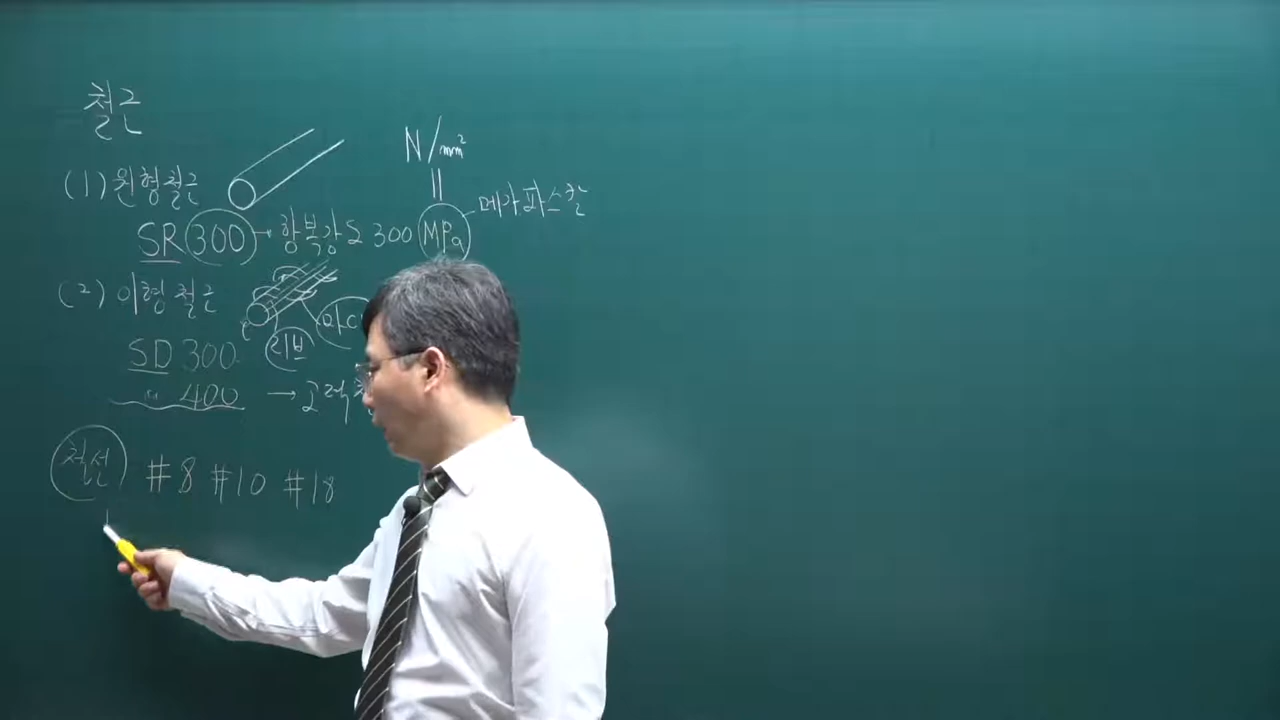 철근
(1) 원형철근
N/mm²
||
메가파스칼
SR 300 → 항복강도 300 MPa
(2) 이형철근
리브
마디
SD 300
〃 400 → 고력
철선 #8 #10 #18